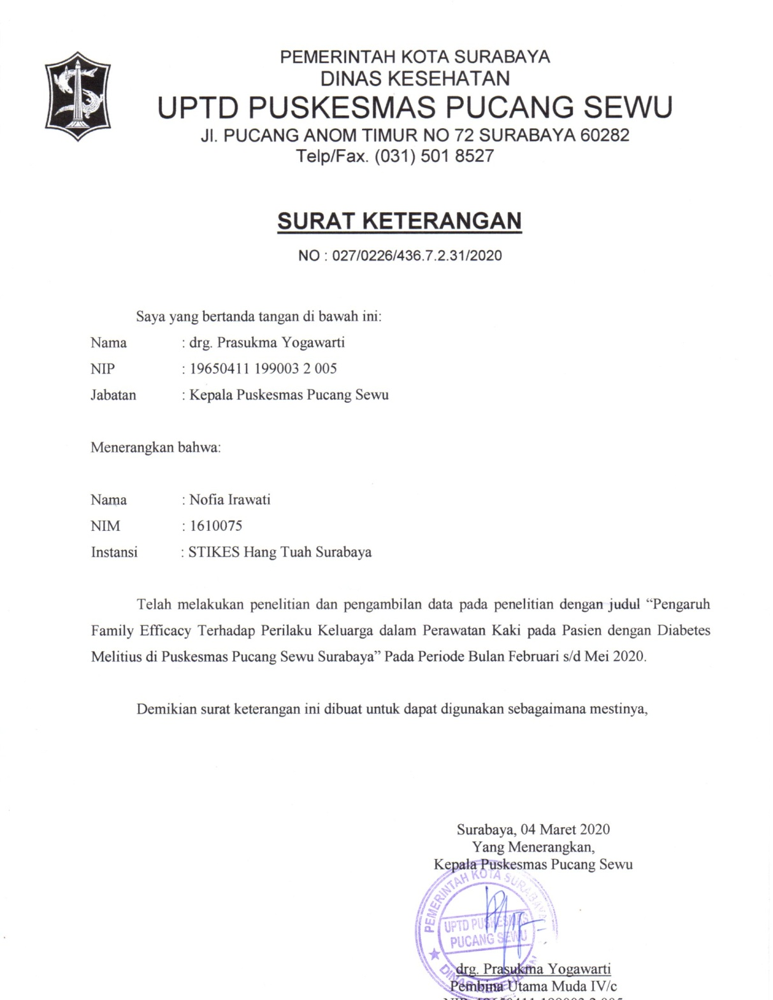 PEMERINTAH KOTA SURABAYA
DINAS KESEHATAN
UPTD PUSKESMAS PUCANG SEWU
Jl. PUCANG ANOM TIMUR NO 72 SURABAYA 60282
Telp/Fax. (031) 501 8527
SURAT KETERANGAN
NO : 027/0226/436.7.2.31/2020
Saya yang bertanda tangan di bawah ini:
Nama : drg. Prasukma Yogawarti
NIP : 19650411 199003 2 005
Jabatan : Kepala Puskesmas Pucang Sewu
Menerangkan bahwa:
Nama : Nofia Irawati
NIM : 1610075
Instansi : STIKES Hang Tuah Surabaya
Telah melakukan penelitian dan pengambilan data pada penelitian dengan judul “Pengaruh
Family Efficacy Terhadap Perilaku Keluarga dalam Perawatan Kaki pada Pasien dengan Diabetes
Melitius di Puskesmas Pucang Sewu Surabaya” Pada Periode Bulan Februari s/d Mei 2020.
Demikian surat keterangan ini dibuat untuk dapat digunakan sebagaimana mestinya,
Surabaya, 04 Maret 2020
Yang Menerangkan,
Kepala Puskesmas Pucang Sewu
PEMERINTAH KOTA SURABAYA
UPTD PUSKESMAS
PUCANG SEWU
DINAS KESEHATAN
drg. Prasukma Yogawarti
Pembina Utama Muda IV/c
NIP. 19650411 199003 2 005